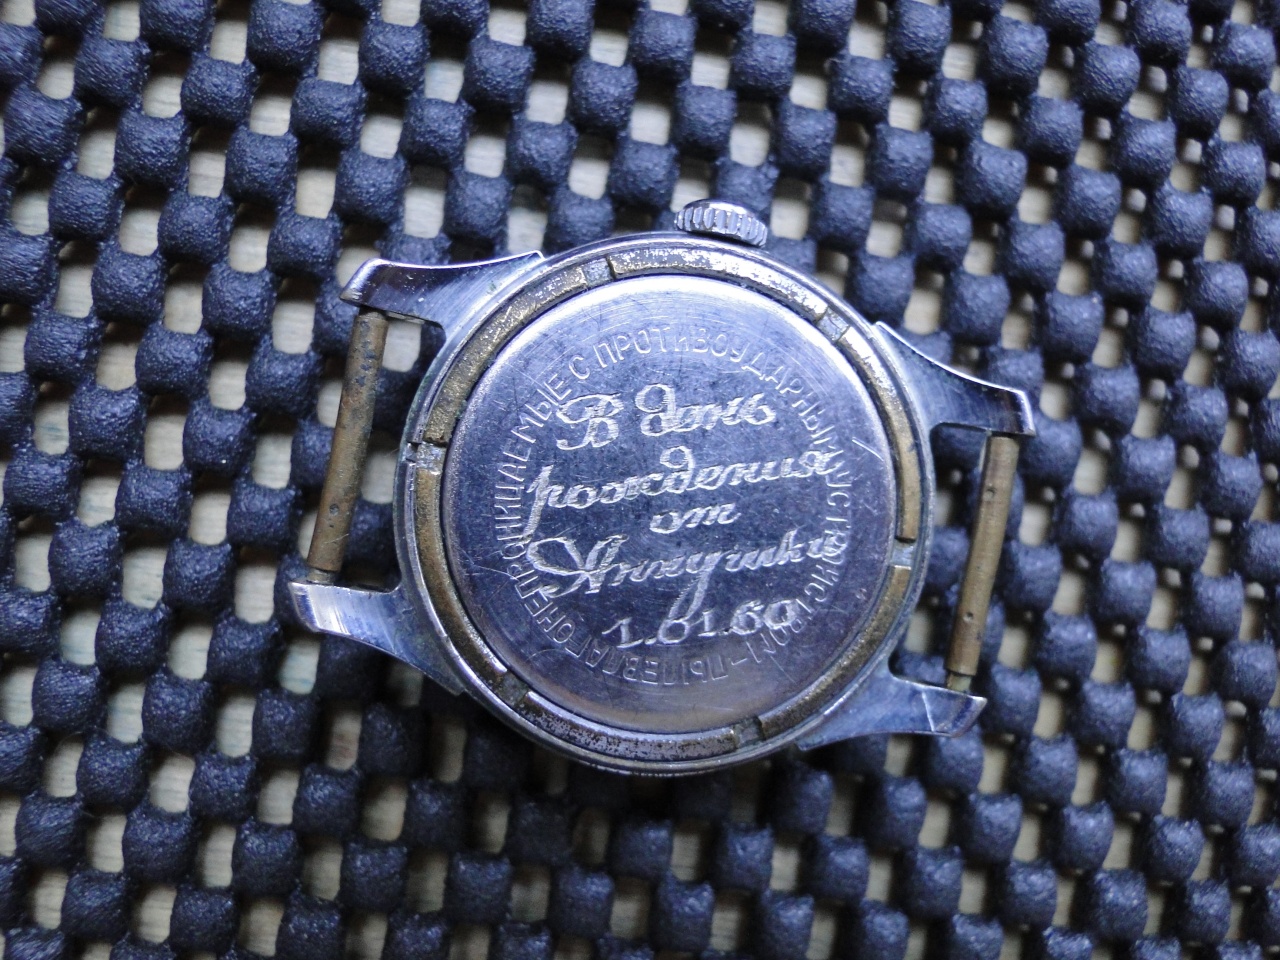 В день
рождения
от
Аннушки
1.01.60
ПЫЛЕВЛАГОНЕПРОНИЦАЕМЫЕ С ПРОТИВОУДАРНЫМ УСТРОЙСТВОМ -